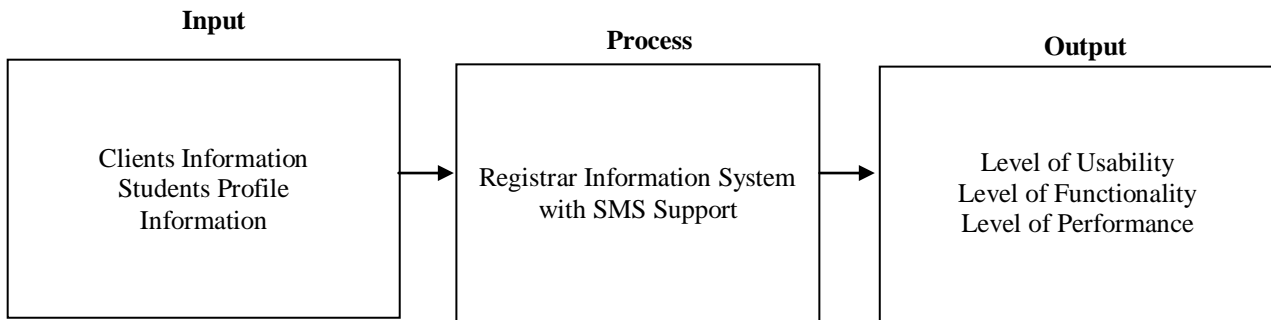 Input
Process
Output
Clients Information
Students Profile
Information
Registrar Information System
with SMS Support
Level of Usability
Level of Functionality
Level of Performance